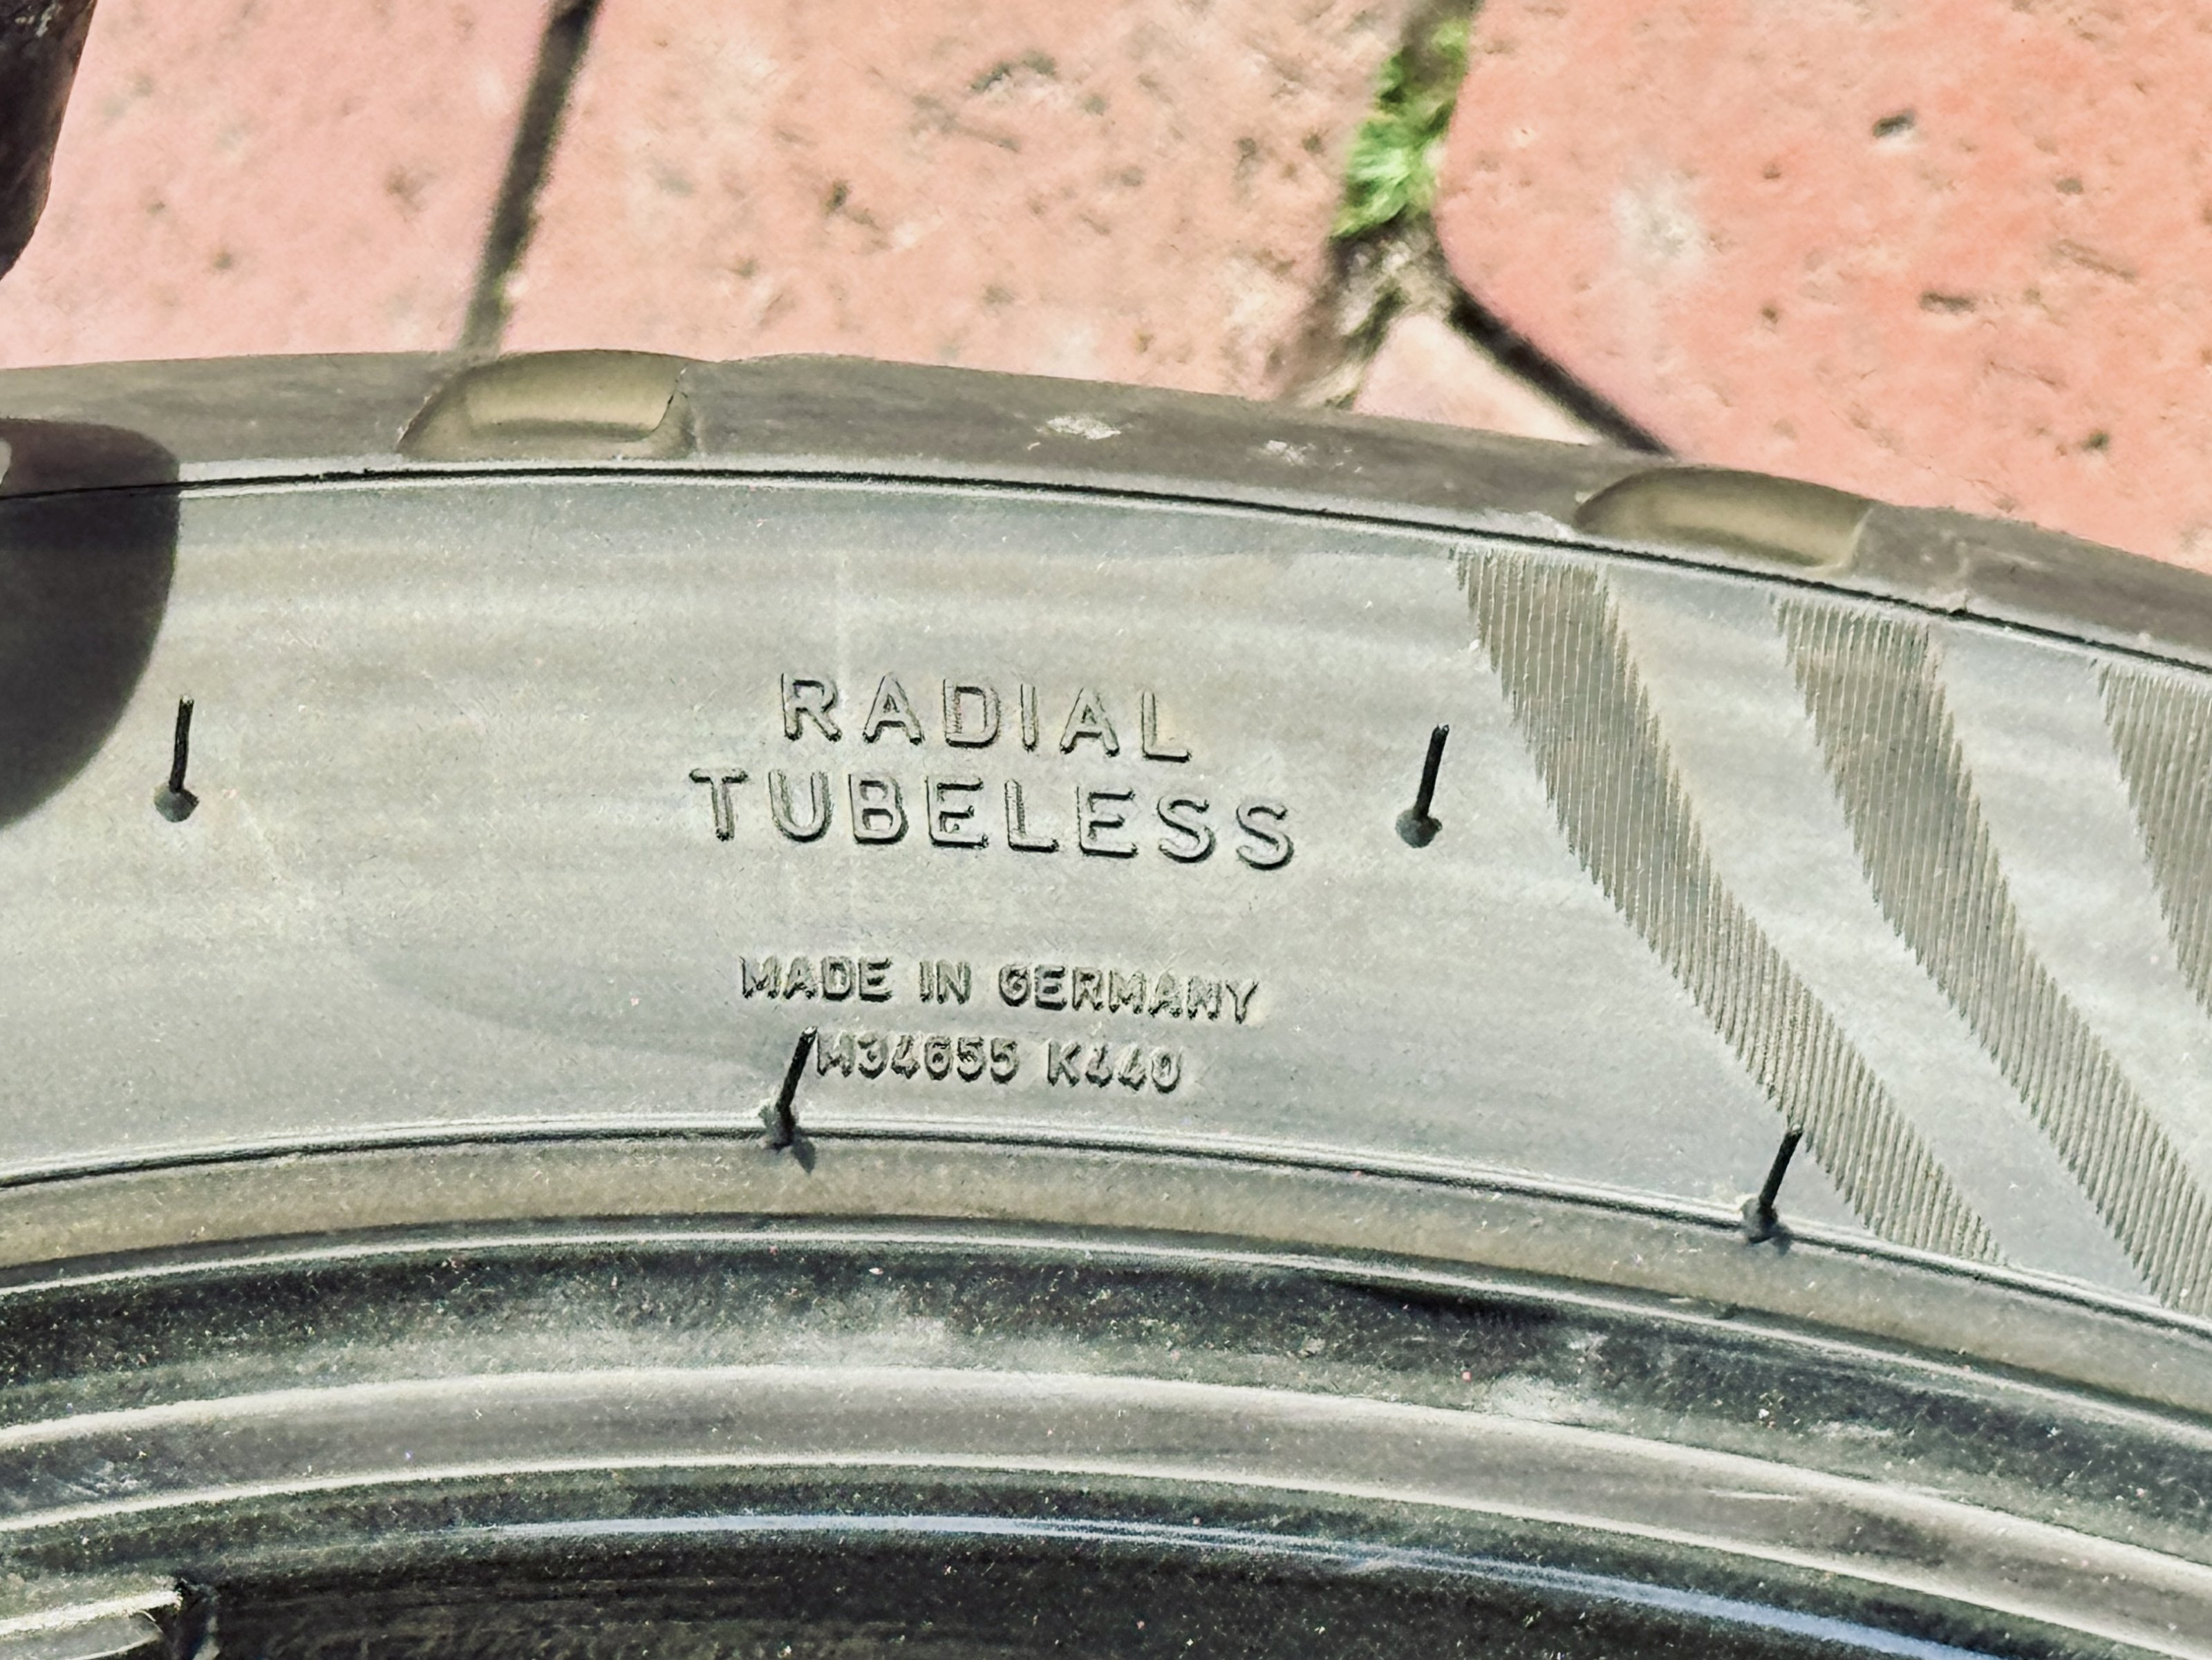 RADIAL
TUBELESS
MADE IN GERMANY
M34655 K440